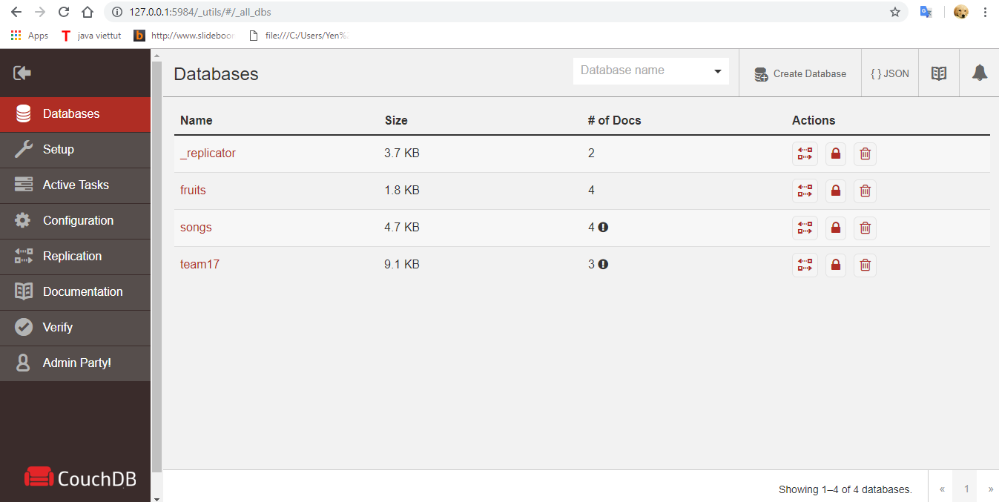 127.0.0.1:5984/_utils/#/_all_dbs
Apps
java viettut
http://www.slideboor
file:///C:/Users/Yen%
Databases
Database name
Create Database
{ } JSON
Databases
Setup
Active Tasks
Configuration
Replication
Documentation
Verify
Admin Party!
CouchDB
Name Size # of Docs Actions
_replicator 3.7 KB 2
fruits 1.8 KB 4
songs 4.7 KB 4
team17 9.1 KB 3
Showing 1–4 of 4 databases.
« 1 »